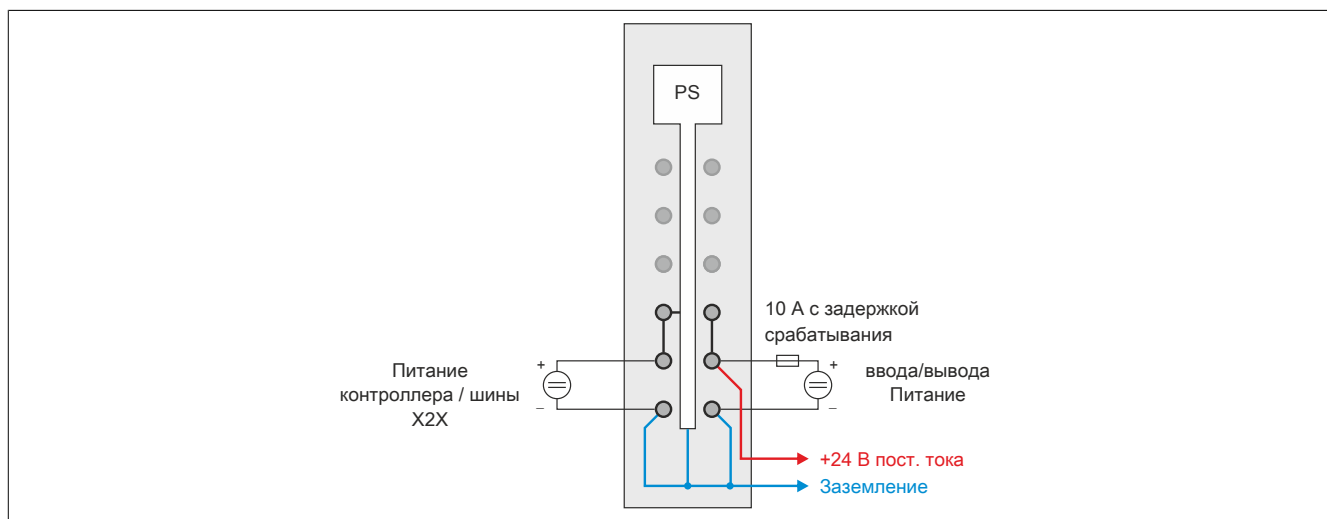 PS
10 А с задержкой
срабатывания
Питание
контроллера / шины
X2X
+
–
+
–
ввода/вывода
Питание
+24 В пост. тока
Заземление